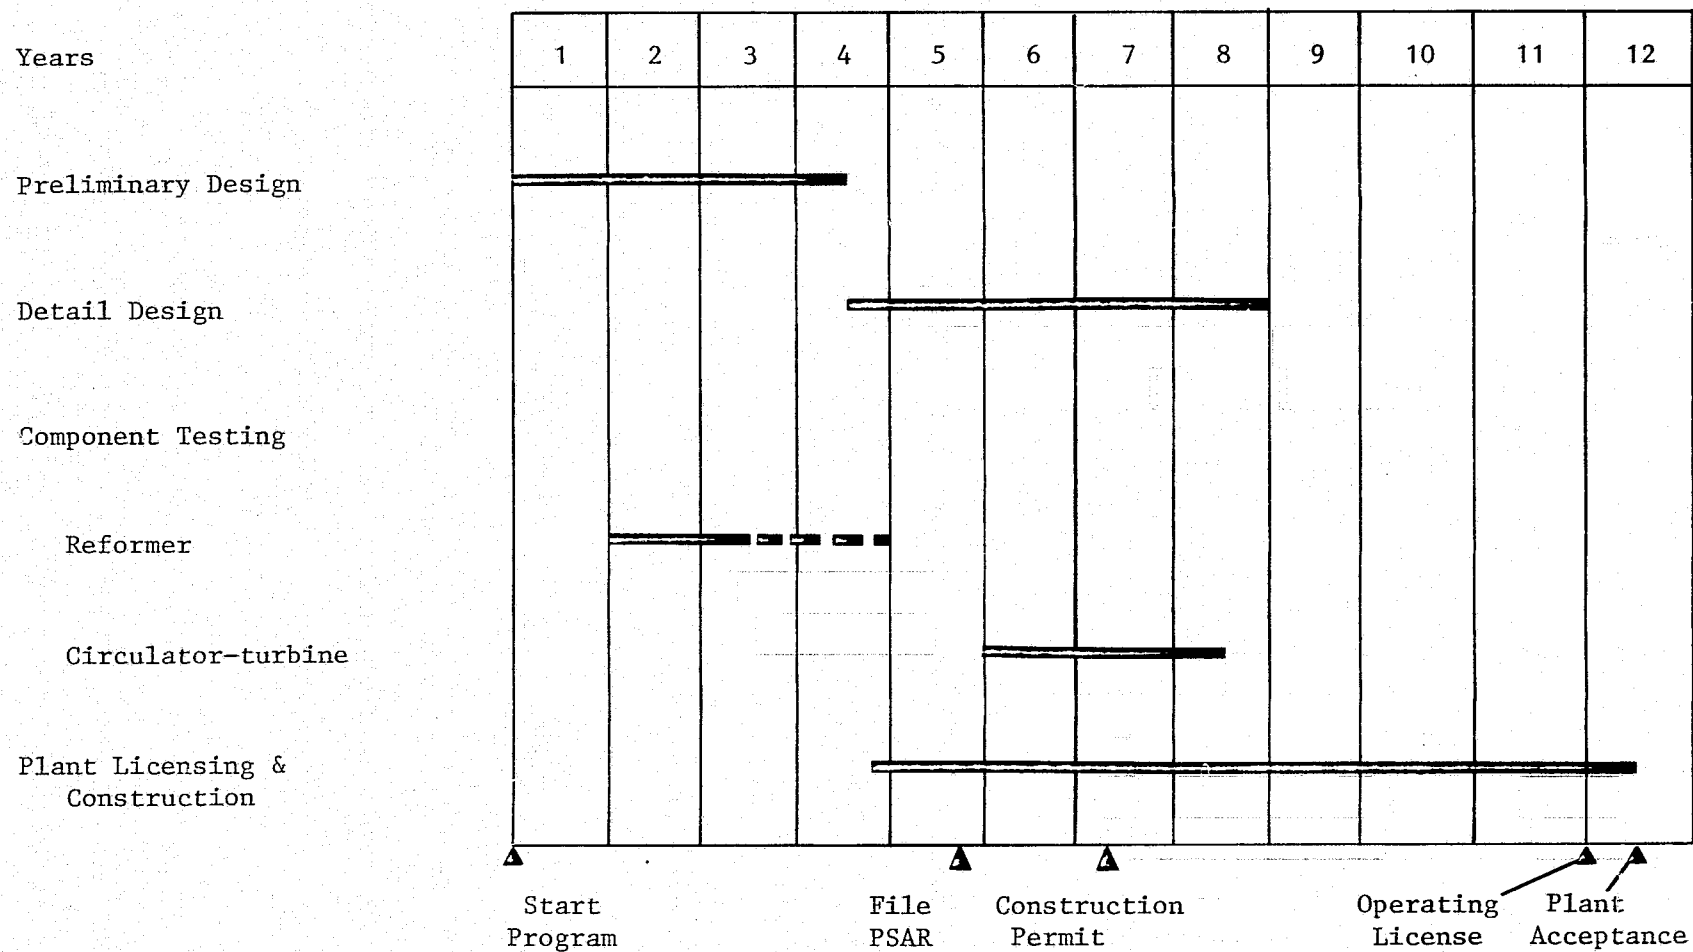 Years 1 2 3 4 5 6 7 8 9 10 11 12
Preliminary Design
Detail Design
Component Testing
Reformer
Circulator-turbine
Plant Licensing &
Construction
Start File Construction Operating Plant
Program PSAR Permit License Acceptance